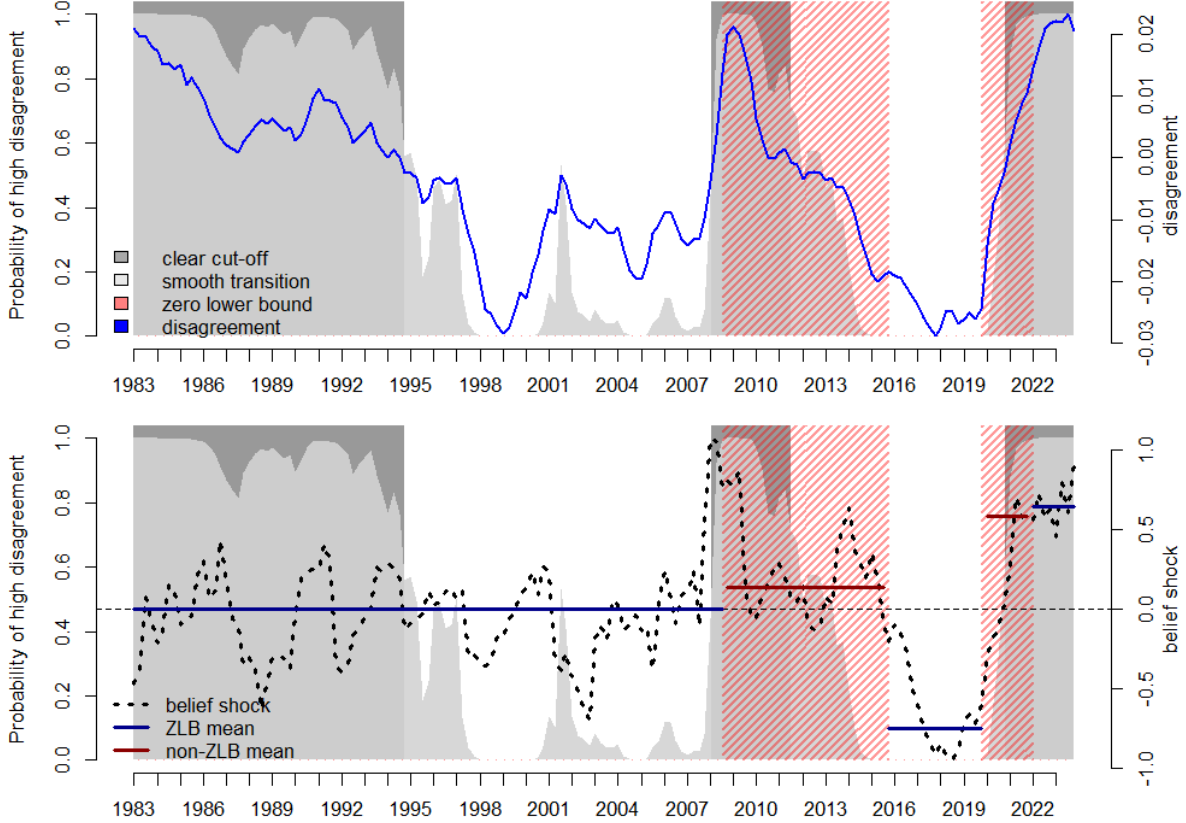 Probability of high disagreement
1.0
0.8
0.6
0.4
0.2
0.0
clear cut-off
smooth transition
zero lower bound
disagreement
0.02
0.01
0.00
-0.01
-0.02
-0.03
disagreement
1983 1986 1989 1992 1995 1998 2001 2004 2007 2010 2013 2016 2019 2022
Probability of high disagreement
1.0
0.8
0.6
0.4
0.2
0.0
belief shock
ZLB mean
non-ZLB mean
1.0
0.5
0.0
-0.5
-1.0
belief shock
1983 1986 1989 1992 1995 1998 2001 2004 2007 2010 2013 2016 2019 2022